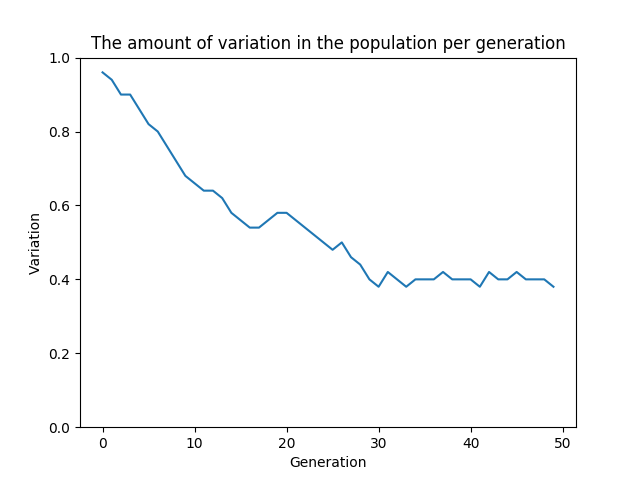 The amount of variation in the population per generation
1.0
0.8
0.6
0.4
0.2
0.0
Variation
0 10 20 30 40 50
Generation